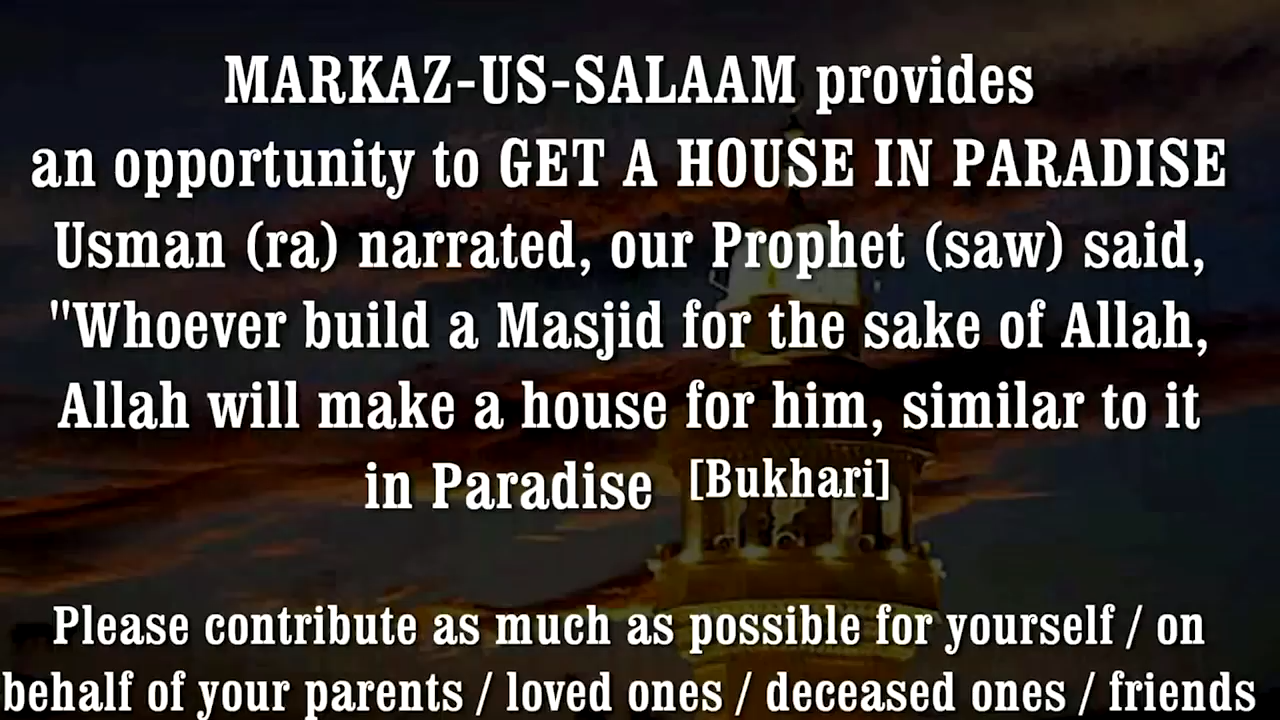 MARKAZ-US-SALAAM provides
an opportunity to GET A HOUSE IN PARADISE
Usman (ra) narrated, our Prophet (saw) said,
"Whoever build a Masjid for the sake of Allah,
Allah will make a house for him, similar to it
in Paradise [Bukhari]
Please contribute as much as possible for yourself / on
behalf of your parents / loved ones / deceased ones / friends